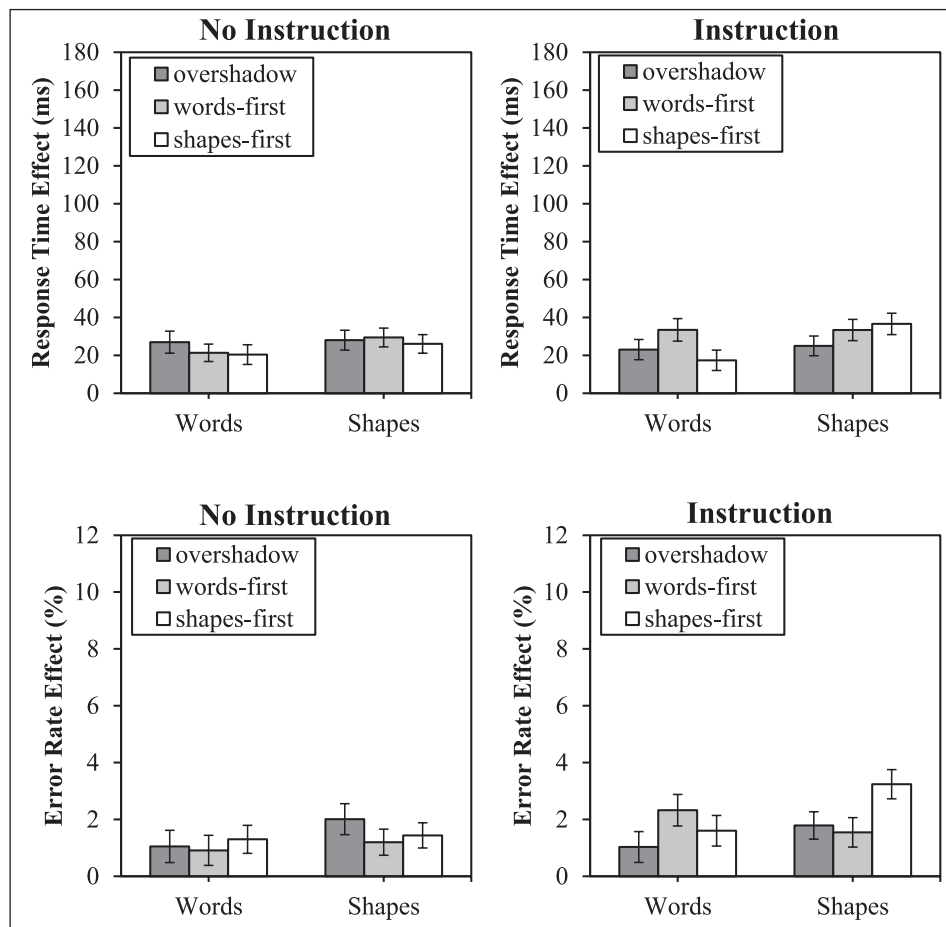 No Instruction
Response Time Effect (ms)
180
160
140
120
100
80
60
40
20
0
overshadow
words-first
shapes-first
Words Shapes
Instruction
Response Time Effect (ms)
180
160
140
120
100
80
60
40
20
0
overshadow
words-first
shapes-first
Words Shapes
No Instruction
Error Rate Effect (%)
12
10
8
6
4
2
0
overshadow
words-first
shapes-first
Words Shapes
Instruction
Error Rate Effect (%)
12
10
8
6
4
2
0
overshadow
words-first
shapes-first
Words Shapes